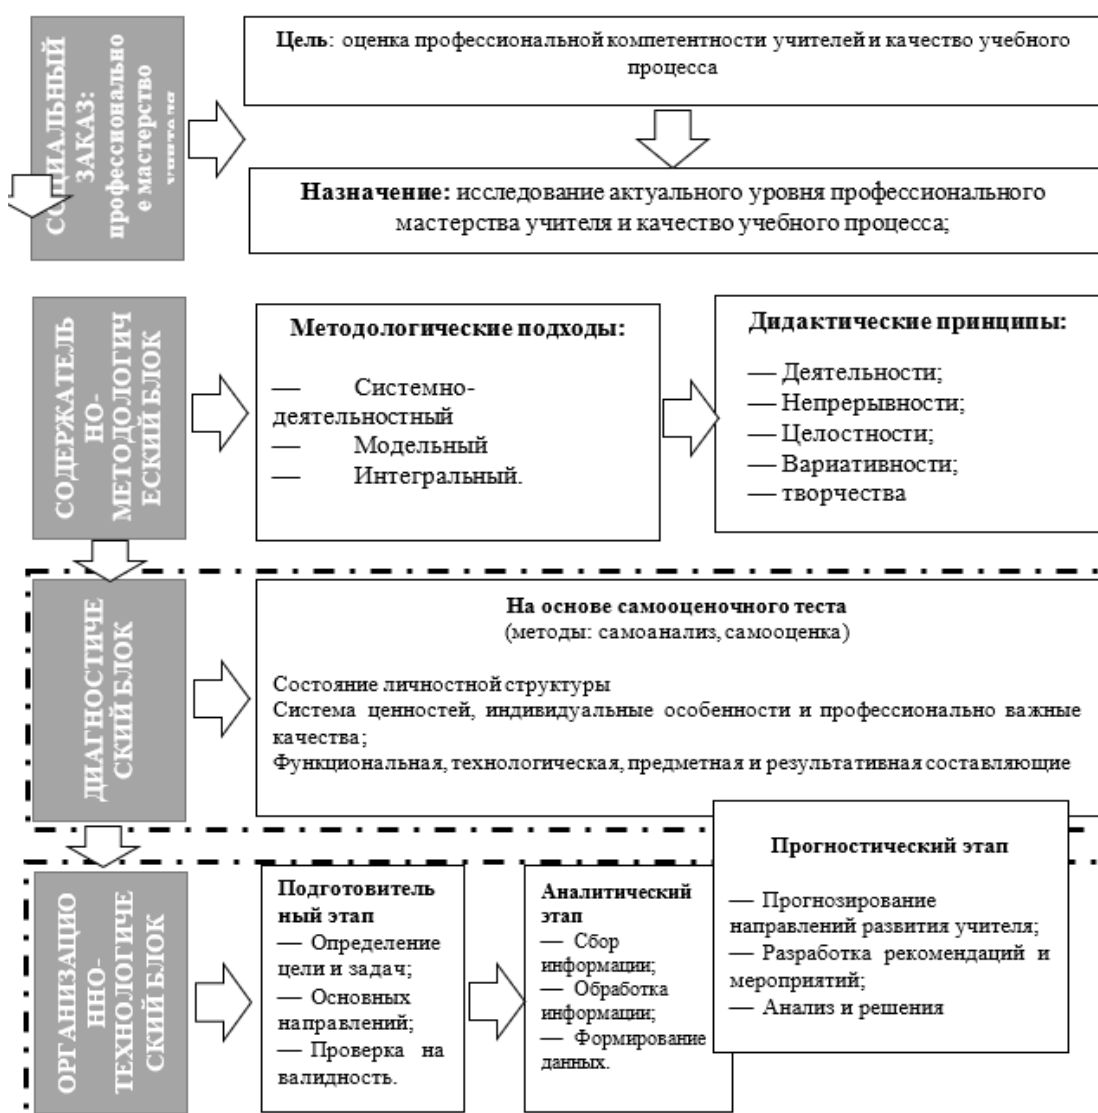 СОЦИАЛЬНЫЙ
ЗАКАЗ:
профессионально
е мастерство
учителя
Цель: оценка профессиональной компетентности учителей и качество учебного
процесса
Назначение: исследование актуального уровня профессионального
мастерства учителя и качество учебного процесса;
СОДЕРЖАТЕЛЬ
НО-
МЕТОДОЛОГИЧ
ЕСКИЙ БЛОК
Методологические подходы:
— Системно-
деятельностный
— Модельный
— Интегральный.
Дидактические принципы:
— Деятельности;
— Непрерывности;
— Целостности;
— Вариативности;
— творчества
ДИАГНОСТИЧЕ
СКИЙ БЛОК
На основе самооценочного теста
(методы: самоанализ, самооценка)
Состояние личностной структуры
Система ценностей, индивидуальные особенности и профессионально важные
качества;
Функциональная, технологическая, предметная и результативная составляющие
ОРГАНИЗАЦИО
ННО-
ТЕХНОЛОГИЧЕ
СКИЙ БЛОК
Подготовитель
ный этап
— Определение
цели и задач;
— Основных
направлений;
— Проверка на
валидность.
Аналитический
этап
— Сбор
информации;
— Обработка
информации;
— Формирование
данных.
Прогностический этап
— Прогнозирование
направлений развития учителя;
— Разработка рекомендаций и
мероприятий;
— Анализ и решения